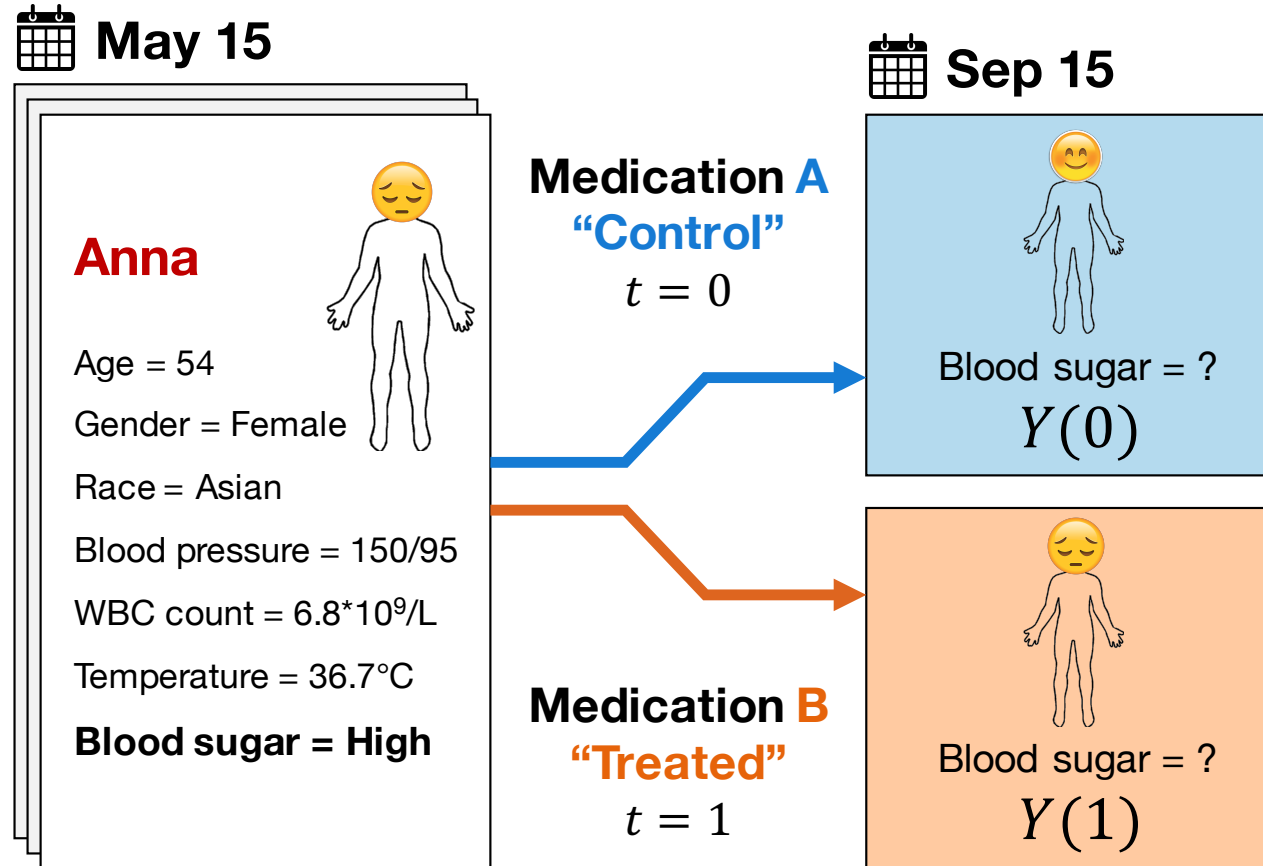 May 15
Anna
Age = 54
Gender = Female
Race = Asian
Blood pressure = 150/95
WBC count = 6.8*10⁹/L
Temperature = 36.7°C
Blood sugar = High
Medication A
“Control”
t = 0
Medication B
“Treated”
t = 1
Sep 15
Blood sugar = ?
Y(0)
Blood sugar = ?
Y(1)